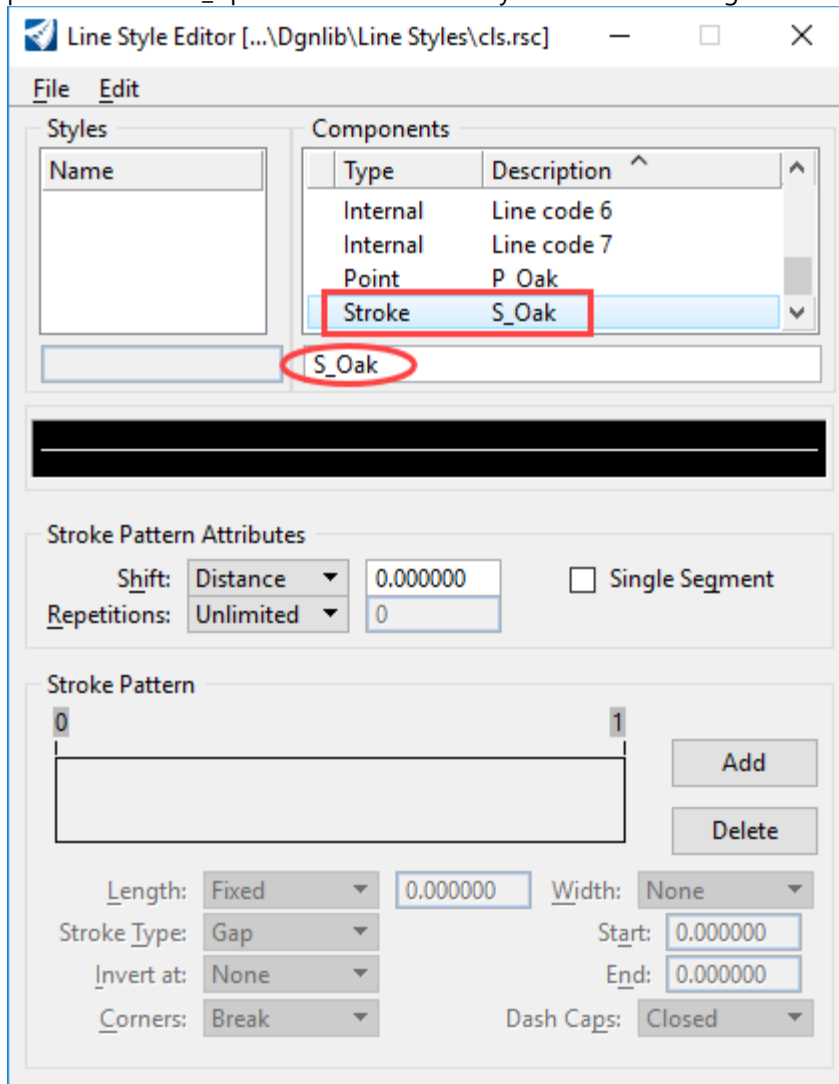 Line Style Editor [...\Dgnlib\Line Styles\cls.rsc]
File Edit
Styles
Components
Name
Type Description
Internal Line code 6
Internal Line code 7
Point P_Oak
Stroke S_Oak
S_Oak
Stroke Pattern Attributes
Shift: Distance 0.000000 Single Segment
Repetitions: Unlimited 0
Stroke Pattern
0 1
Add
Delete
Length: Fixed 0.000000 Width: None
Stroke Type: Gap Start: 0.000000
Invert at: None End: 0.000000
Corners: Break Dash Caps: Closed